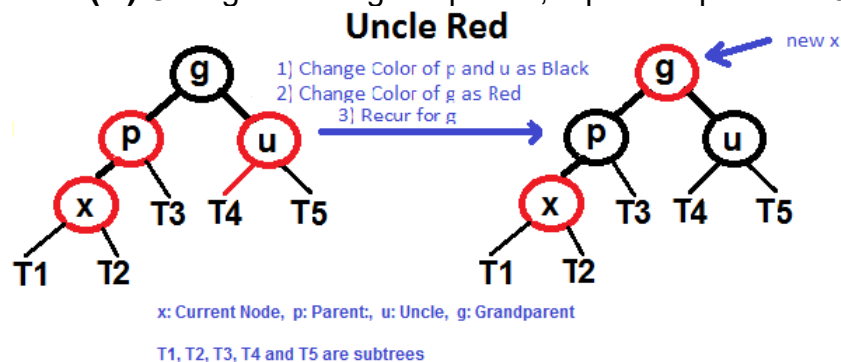 Uncle Red
new x
1) Change Color of p and u as Black
2) Change Color of g as Red
3) Recur for g
g
g
p
u
p
u
x
T3
T4
T5
x
T3
T4
T5
T1
T2
T1
T2
x: Current Node, p: Parent:, u: Uncle, g: Grandparent
T1, T2, T3, T4 and T5 are subtrees